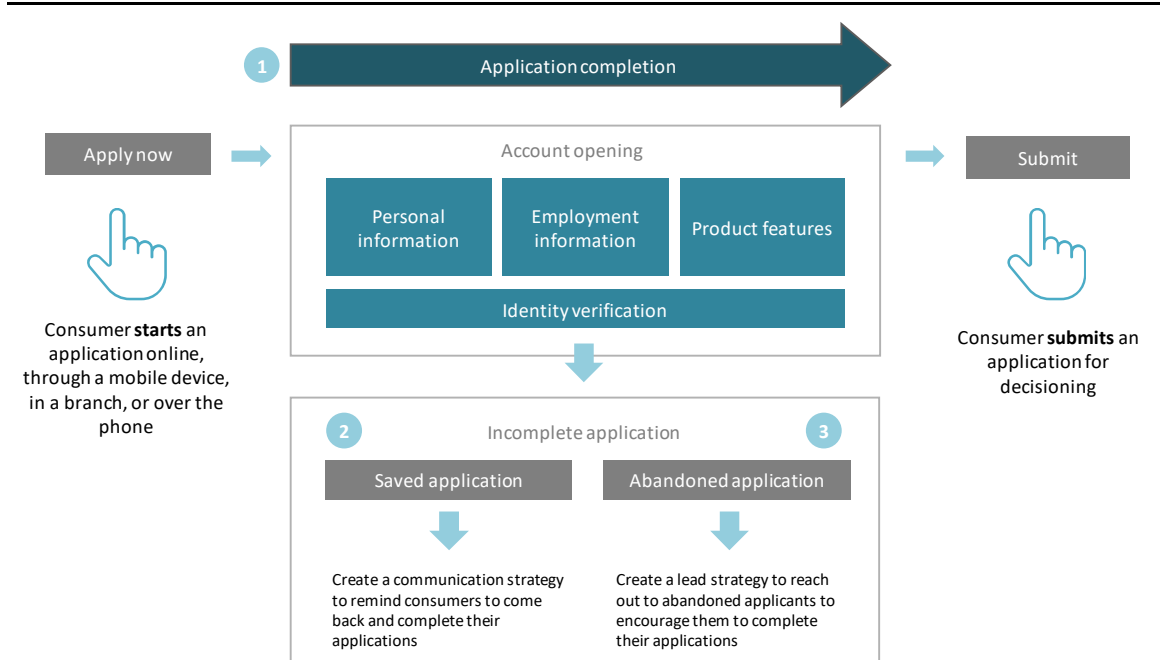 1
Application completion
Apply now
Account opening
Submit
Personal
information
Employment
information
Product features
Identity verification
Consumer starts an
application online,
through a mobile device,
in a branch, or over the
phone
Consumer submits an
application for
decisioning
2
Incomplete application
3
Saved application
Abandoned application
Create a communication strategy
to remind consumers to come
back and complete their
applications
Create a lead strategy to reach
out to abandoned applicants to
encourage them to complete
their applications